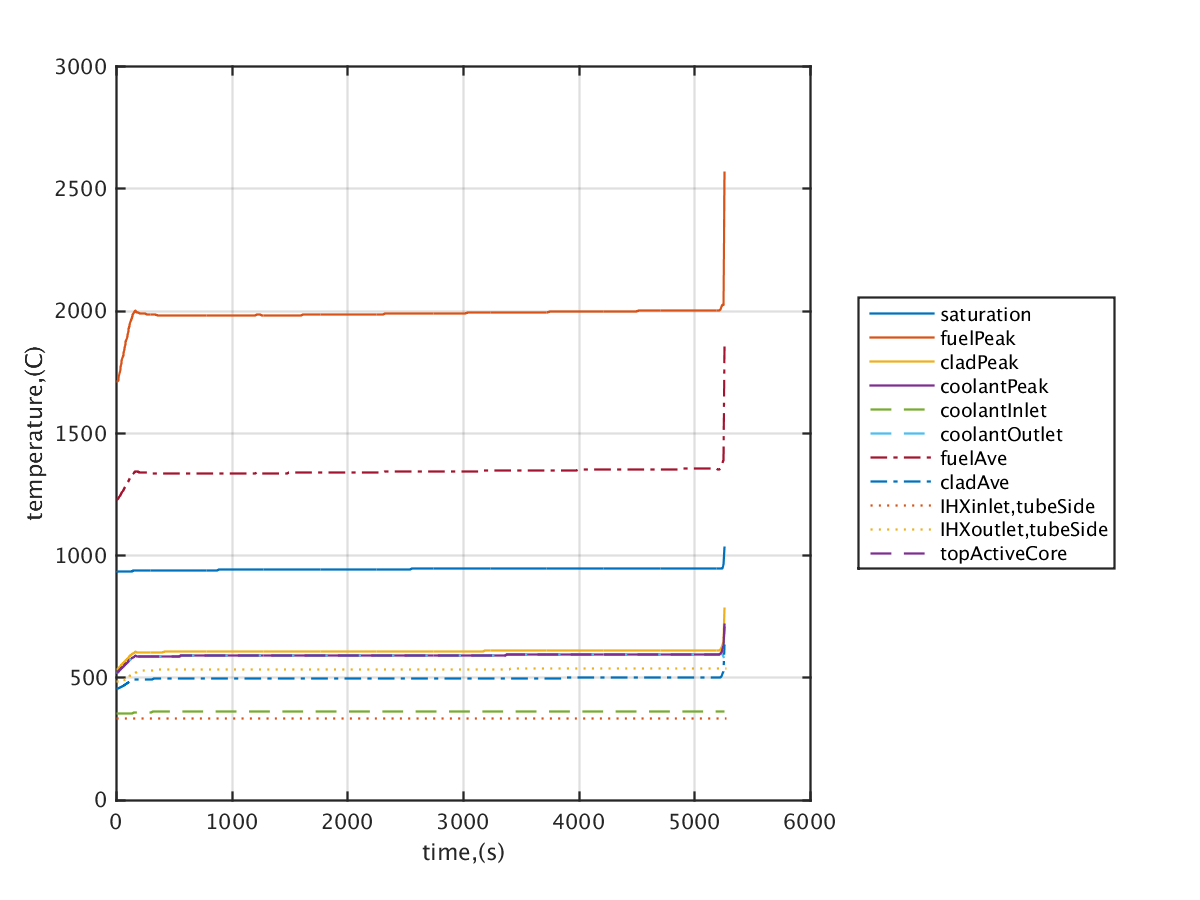 3000
2500
2000
1500
1000
500
0
temperature,(C)
0 1000 2000 3000 4000 5000 6000
time,(s)
saturation
fuelPeak
cladPeak
coolantPeak
coolantInlet
coolantOutlet
fuelAve
cladAve
IHXinlet,tubeSide
IHXoutlet,tubeSide
topActiveCore